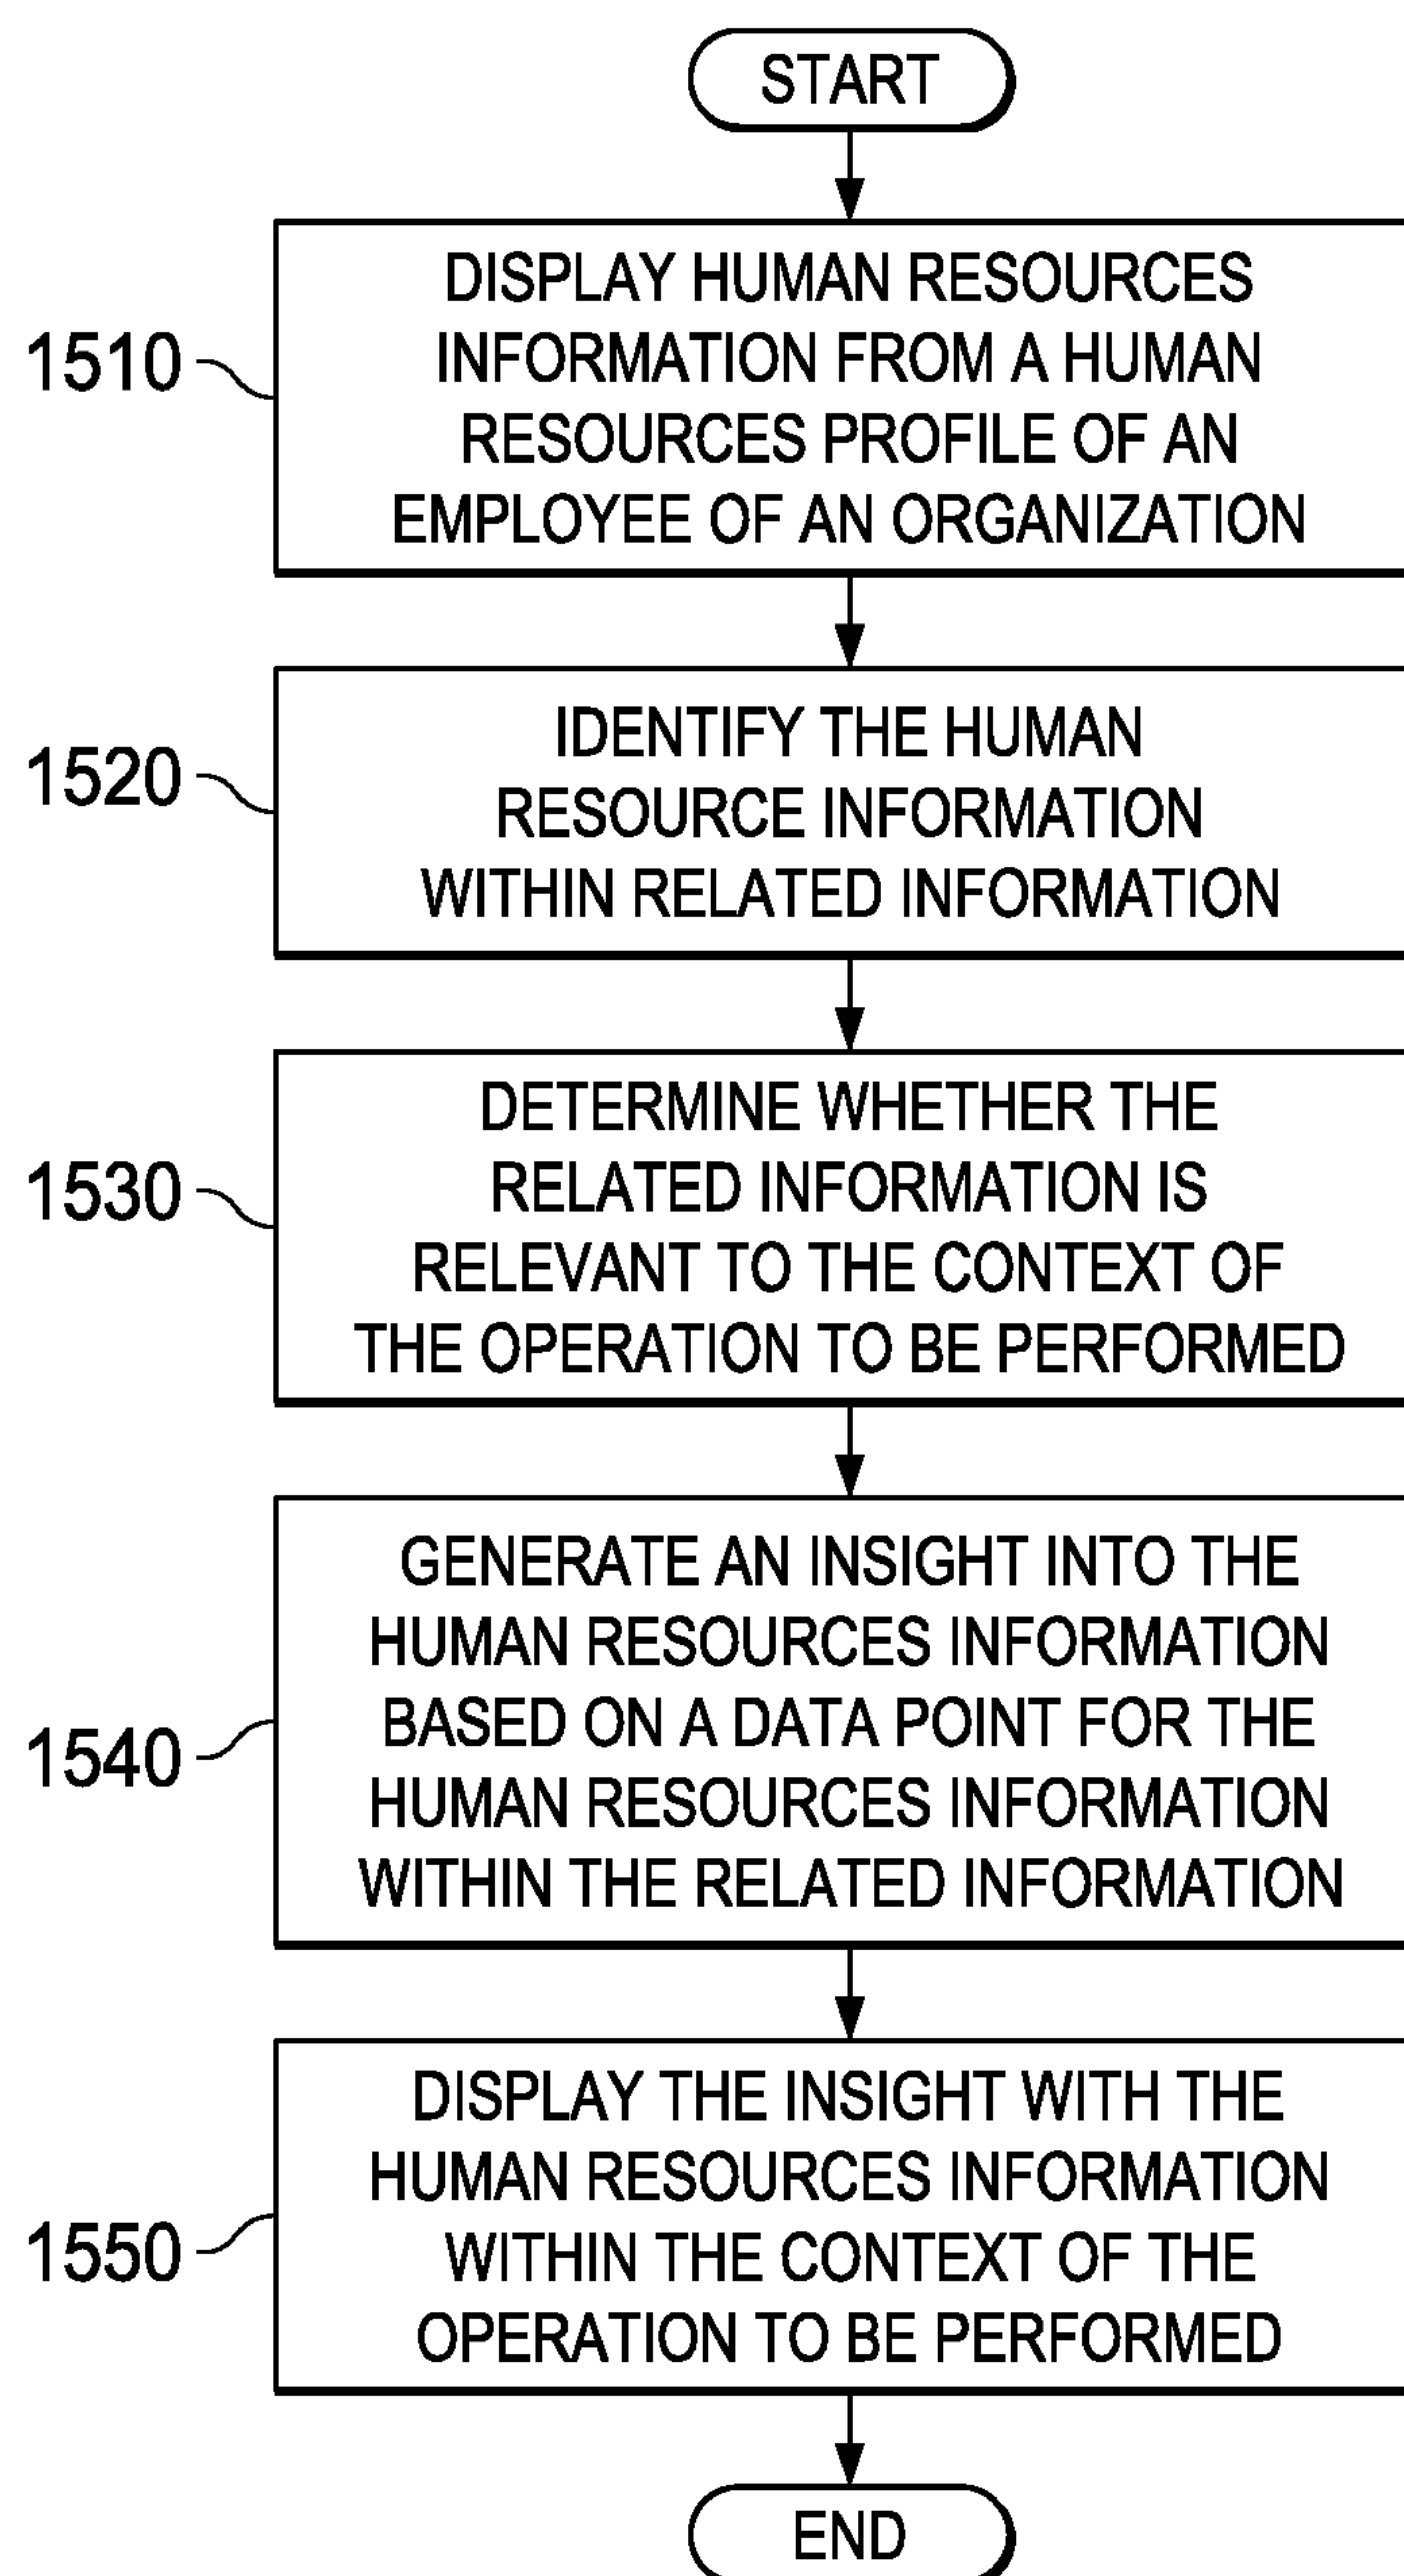 START
1510
DISPLAY HUMAN RESOURCES
INFORMATION FROM A HUMAN
RESOURCES PROFILE OF AN
EMPLOYEE OF AN ORGANIZATION
1520
IDENTIFY THE HUMAN
RESOURCE INFORMATION
WITHIN RELATED INFORMATION
1530
DETERMINE WHETHER THE
RELATED INFORMATION IS
RELEVANT TO THE CONTEXT OF
THE OPERATION TO BE PERFORMED
1540
GENERATE AN INSIGHT INTO THE
HUMAN RESOURCES INFORMATION
BASED ON A DATA POINT FOR THE
HUMAN RESOURCES INFORMATION
WITHIN THE RELATED INFORMATION
1550
DISPLAY THE INSIGHT WITH THE
HUMAN RESOURCES INFORMATION
WITHIN THE CONTEXT OF THE
OPERATION TO BE PERFORMED
END